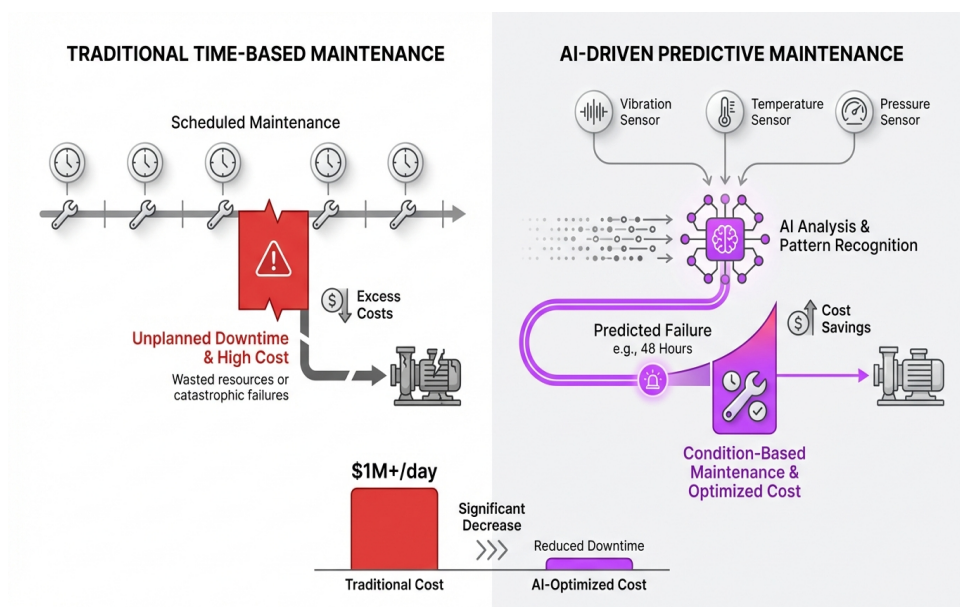 TRADITIONAL TIME-BASED MAINTENANCE
Scheduled Maintenance
$
Excess
Costs
Unplanned Downtime
& High Cost
Wasted resources or
catastrophic failures
AI-DRIVEN PREDICTIVE MAINTENANCE
Vibration
Sensor
Temperature
Sensor
Pressure
Sensor
AI Analysis &
Pattern Recognition
Predicted Failure
e.g., 48 Hours
$
Cost
Savings
Condition-Based
Maintenance &
Optimized Cost
$1M+/day
Significant
Decrease
Reduced Downtime
Traditional Cost
AI-Optimized Cost